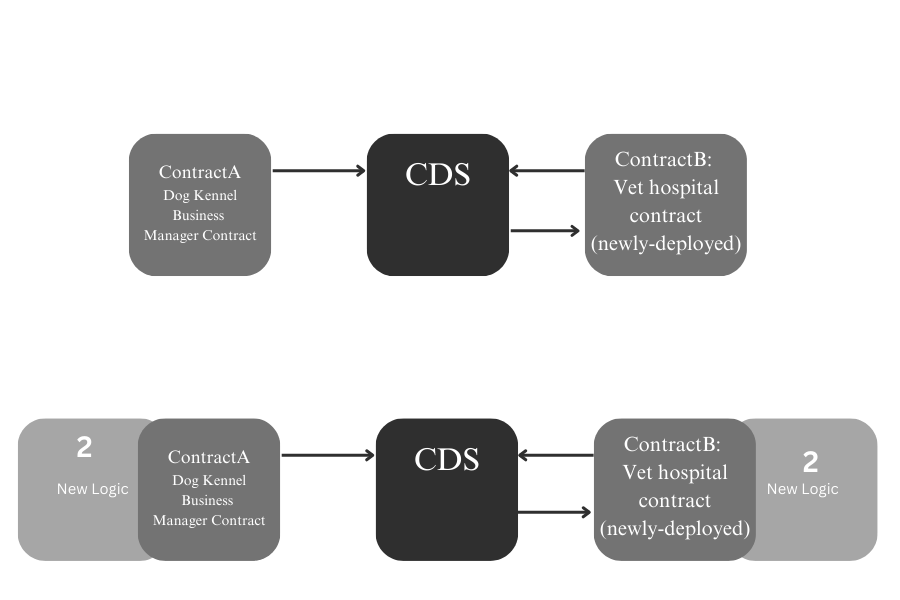 ContractA
Dog Kennel
Business
Manager Contract
CDS
ContractB:
Vet hospital
contract
(newly-deployed)
2
New Logic
ContractA
Dog Kennel
Business
Manager Contract
CDS
ContractB:
Vet hospital
contract
(newly-deployed)
2
New Logic